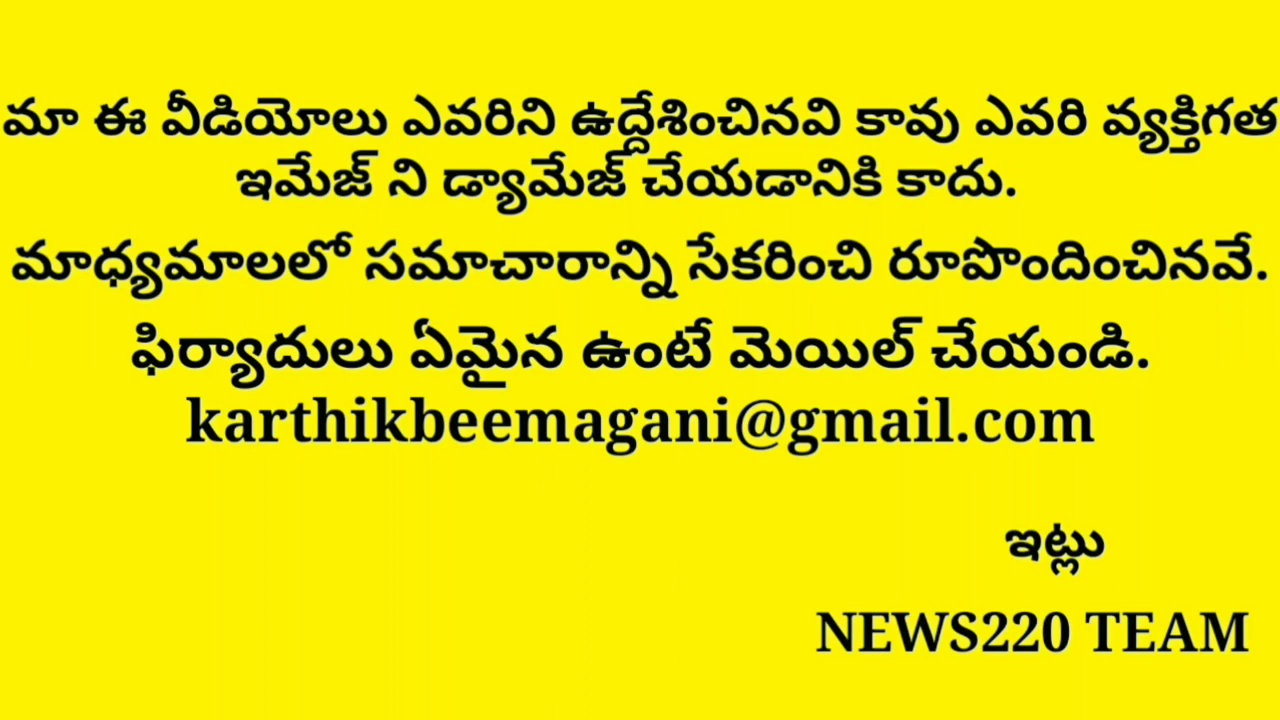 మా ఈ వీడియోలు ఎవరిని ఉద్దేశించినవి కావు ఎవరి వ్యక్తిగత
ఇమేజ్ ని డ్యామేజ్ చేయడానికి కాదు.
మాధ్యమాలలో సమాచారాన్ని సేకరించి రూపొందించినవే.
ఫిర్యాదులు ఏమైన ఉంటే మెయిల్ చేయండి.
karthikbeemagani@gmail.com
ఇట్లు
NEWS220 TEAM